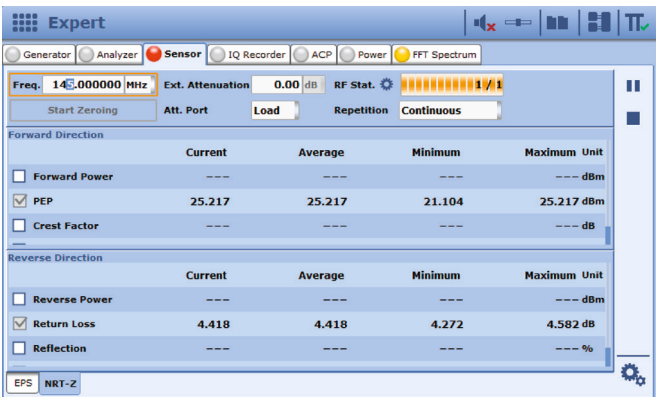 Expert
Generator Analyzer Sensor IQ Recorder ACP Power FFT Spectrum
Freq. 145.000000 MHz Ext. Attenuation 0.00 dB RF Stat. 1 / 1
Start Zeroing Att. Port Load Repetition Continuous
Forward Direction
Current Average Minimum Maximum Unit
Forward Power --- --- --- --- dBm
PEP 25.217 25.217 21.104 25.217 dBm
Crest Factor --- --- --- --- dB
Reverse Direction
Current Average Minimum Maximum Unit
Reverse Power --- --- --- --- dBm
Return Loss 4.418 4.418 4.272 4.582 dB
Reflection --- --- --- --- %
EPS NRT-Z